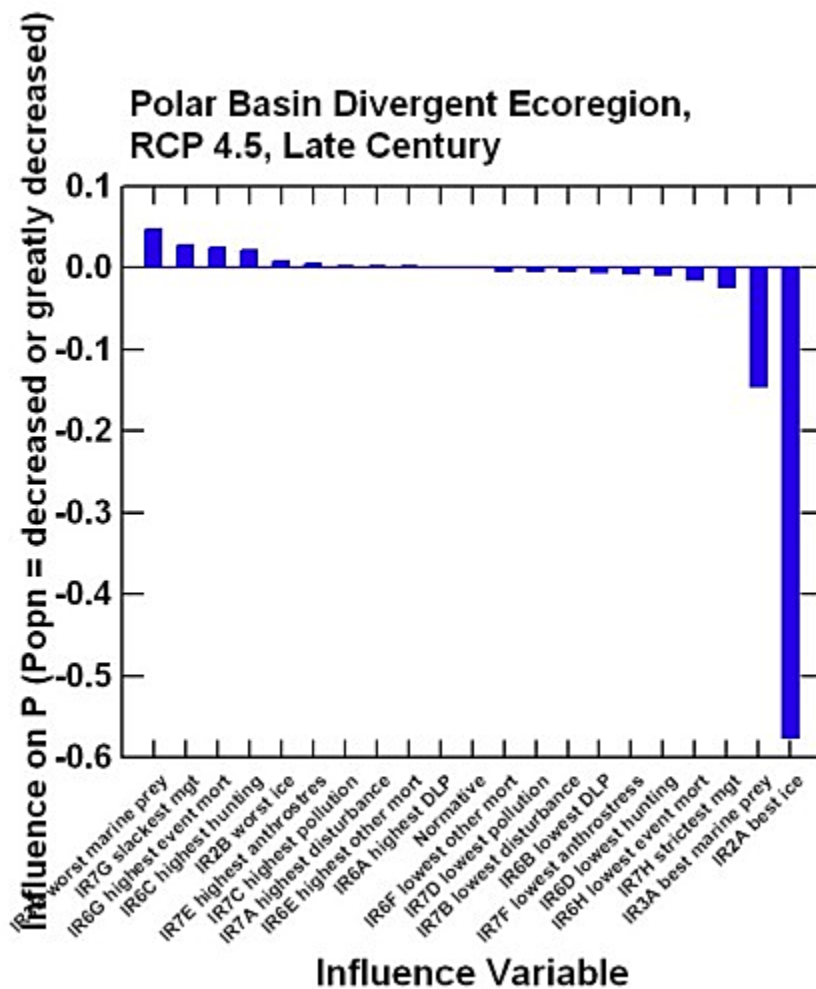 Polar Basin Divergent Ecoregion,
RCP 4.5, Late Century
Influence on P (Popn = decreased or greatly decreased)
0.1
0.0
-0.1
-0.2
-0.3
-0.4
-0.5
-0.6
worst marine prey
IR7G slackest mgt
IR6G highest event mort
IR6C highest hunting
IR2B worst ice
IR7E highest anthrostres
IR7C highest pollution
IR7A highest disturbance
IR6E highest other mort
IR6A highest DLP
Normative
IR6F lowest other mort
IR7D lowest pollution
IR7B lowest disturbance
IR6B lowest DLP
IR7F lowest anthrostress
IR6D lowest hunting
IR6H lowest event mort
IR7H strictest mgt
IR3A best marine prey
IR2A best ice
Influence Variable